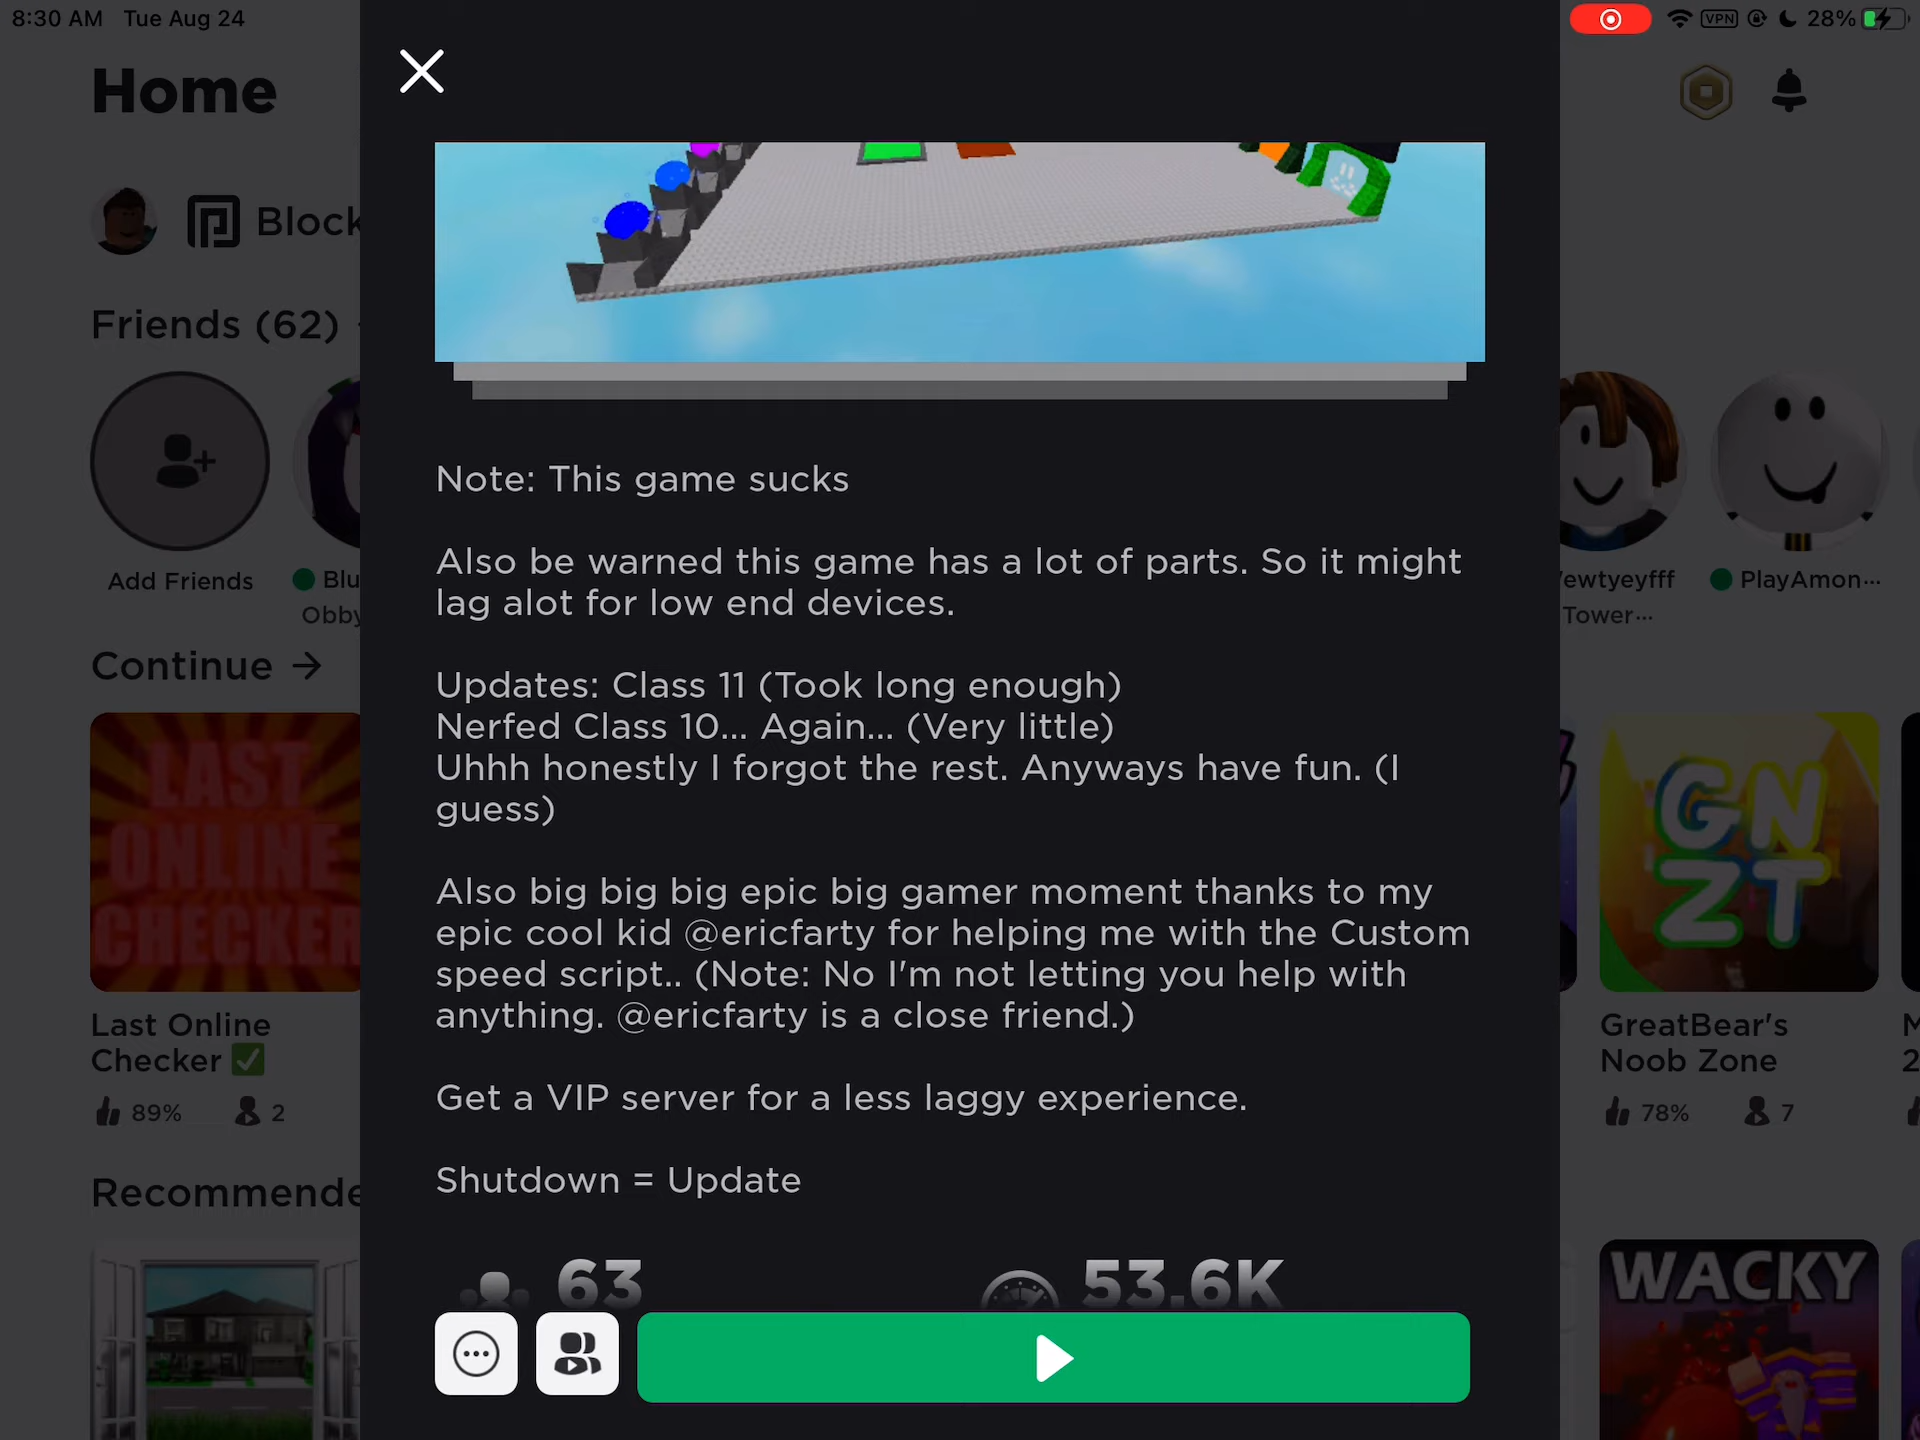 8:30 AM Tue Aug 24
VPN 28%
Home
Block
Friends (62)
Add Friends
Blu
Obby
ewtyeyfff
Tower...
PlayAmon...
Continue →
LAST
ONLINE
CHECKER
Last Online
Checker ✅
89% 2
Recommende
Note: This game sucks
Also be warned this game has a lot of parts. So it might
lag alot for low end devices.
Updates: Class 11 (Took long enough)
Nerfed Class 10... Again... (Very little)
Uhhh honestly I forgot the rest. Anyways have fun. (I
guess)
Also big big big epic big gamer moment thanks to my
epic cool kid @ericfarty for helping me with the Custom
speed script.. (Note: No I'm not letting you help with
anything. @ericfarty is a close friend.)
Get a VIP server for a less laggy experience.
Shutdown = Update
63
53.6K
GN
ZT
GreatBear's
Noob Zone
78% 7
M
2
WACKY